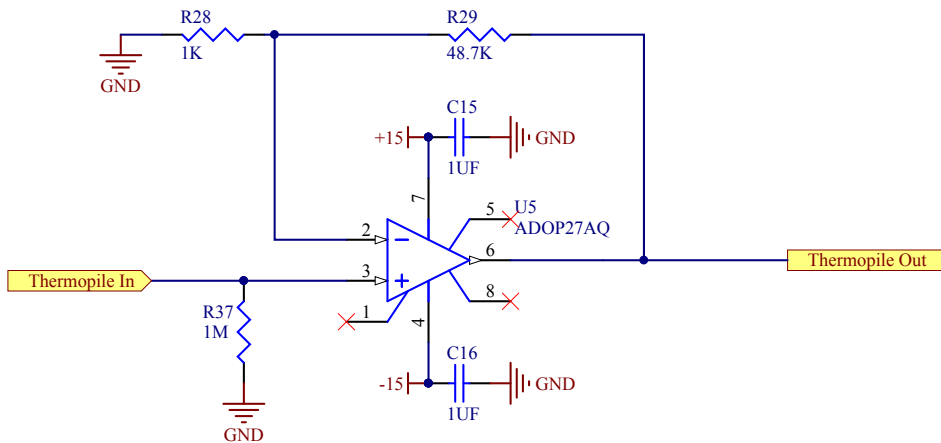 R28
1K
GND
R29
48.7K
C15
+15
GND
1UF
7
5
U5
ADOP27AQ
2
6
Thermopile In
3
Thermopile Out
R37
1M
1
8
4
C16
-15
GND
1UF
GND